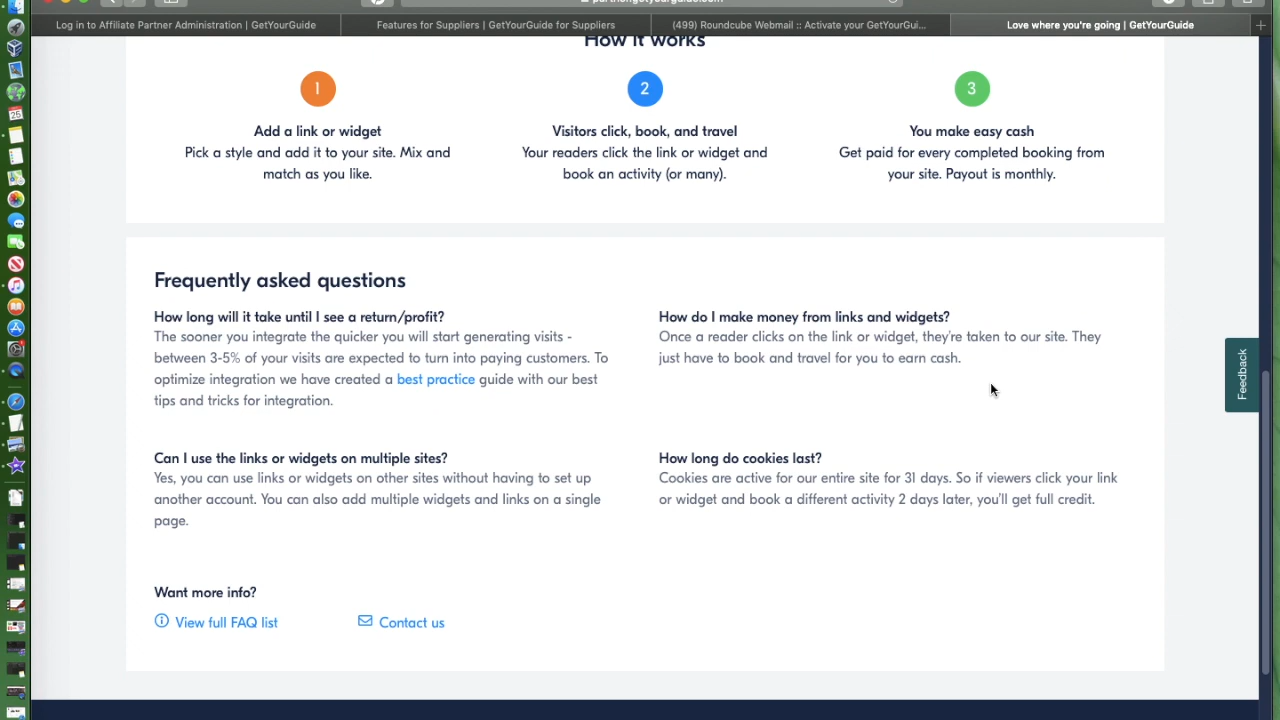 Log in to Affiliate Partner Administration | GetYourGuide
Features for Suppliers | GetYourGuide for Suppliers
(499) Roundcube Webmail :: Activate your GetYourGui...
Love where you're going | GetYourGuide
How it works
1
2
3
Add a link or widget
Pick a style and add it to your site. Mix and
match as you like.
Visitors click, book, and travel
Your readers click the link or widget and
book an activity (or many).
You make easy cash
Get paid for every completed booking from
your site. Payout is monthly.
Frequently asked questions
How long will it take until I see a return/profit?
The sooner you integrate the quicker you will start generating visits -
between 3-5% of your visits are expected to turn into paying customers. To
optimize integration we have created a best practice guide with our best
tips and tricks for integration.
How do I make money from links and widgets?
Once a reader clicks on the link or widget, they're taken to our site. They
just have to book and travel for you to earn cash.
Can I use the links or widgets on multiple sites?
Yes, you can use links or widgets on other sites without having to set up
another account. You can also add multiple widgets and links on a single
page.
How long do cookies last?
Cookies are active for our entire site for 31 days. So if viewers click your link
or widget and book a different activity 2 days later, you'll get full credit.
Want more info?
View full FAQ list
Contact us
Feedback